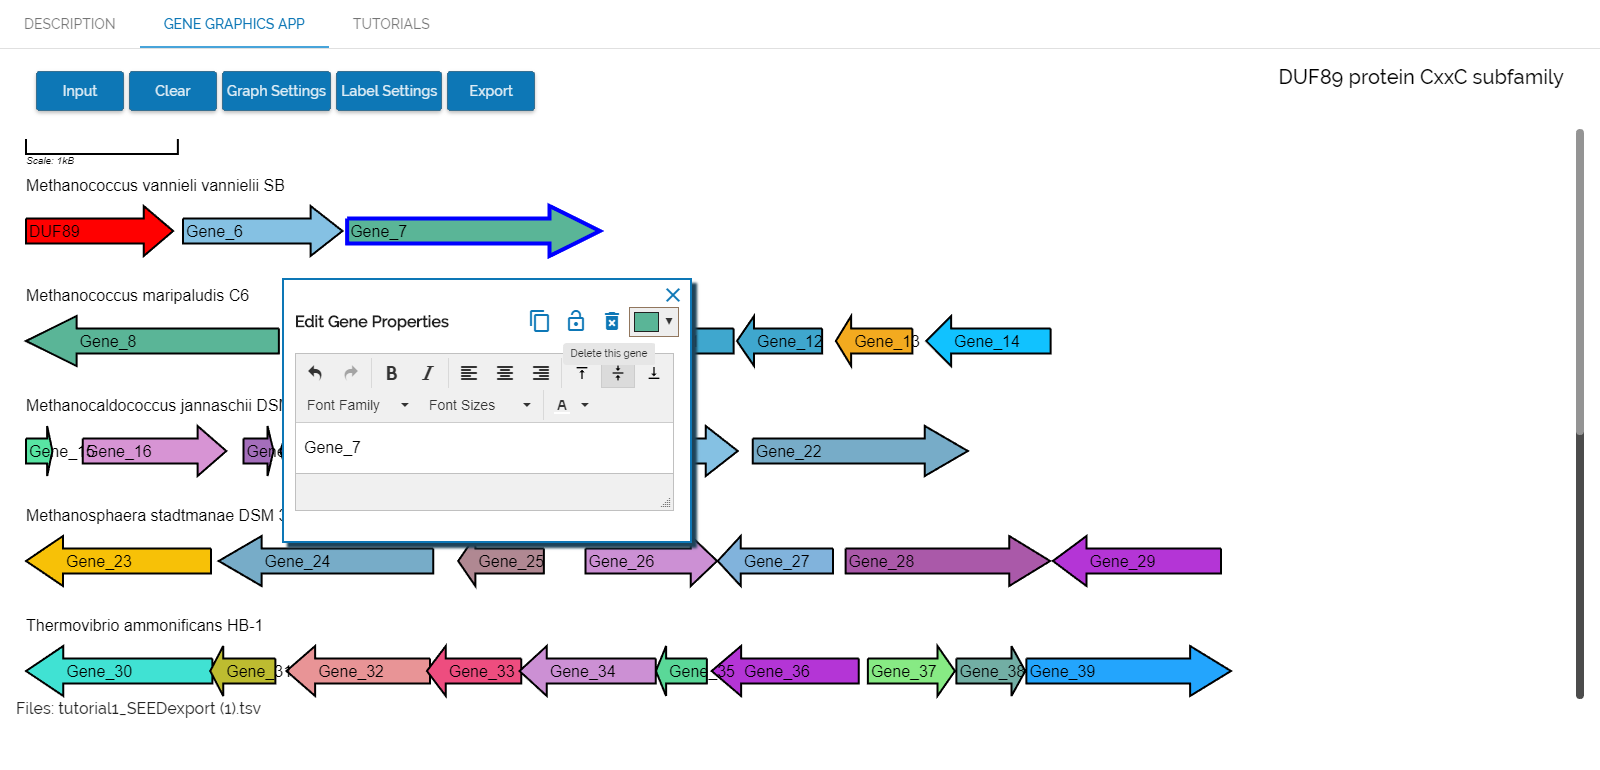 DESCRIPTION GENE GRAPHICS APP TUTORIALS
Input Clear Graph Settings Label Settings Export
DUF89 protein CxxC subfamily
Scale: 1kB
Methanococcus vannieli vannielii SB
DUF89 Gene_6 Gene_7
Methanococcus maripaludis C6
Gene_8 Gene_12 Gene_13 Gene_14
Edit Gene Properties
Delete this gene
B I
Font Family Font Sizes A
Gene_7
Methanocaldococcus jannaschii DSM
Gene_15 Gene_16 Gene Gene_22
Methanosphaera stadtmanae DSM 3
Gene_23 Gene_24 Gene_25 Gene_26 Gene_27 Gene_28 Gene_29
Thermovibrio ammonificans HB-1
Gene_30 Gene_31 Gene_32 Gene_33 Gene_34 Gene_35 Gene_36 Gene_37 Gene_38 Gene_39
Files: tutorial1_SEEDexport (1).tsv